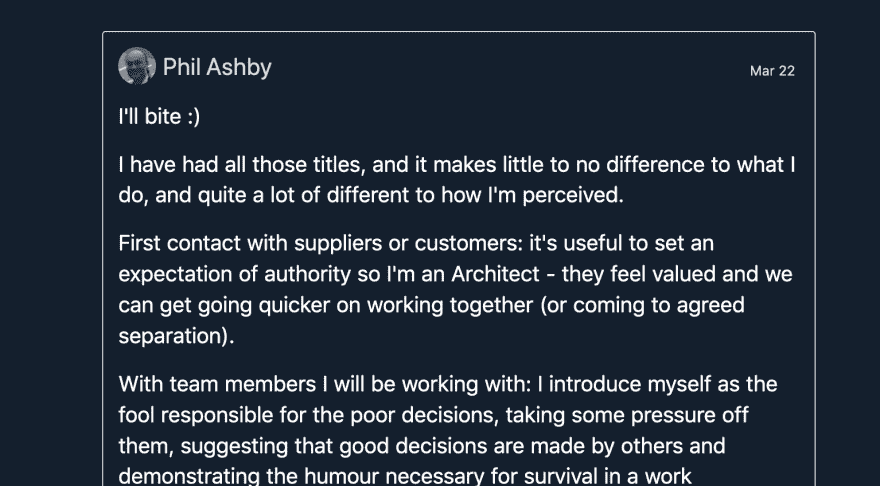 Phil Ashby
Mar 22
I'll bite :)
I have had all those titles, and it makes little to no difference to what I
do, and quite a lot of different to how I'm perceived.
First contact with suppliers or customers: it's useful to set an
expectation of authority so I'm an Architect - they feel valued and we
can get going quicker on working together (or coming to agreed
separation).
With team members I will be working with: I introduce myself as the
fool responsible for the poor decisions, taking some pressure off
them, suggesting that good decisions are made by others and
demonstrating the humour necessary for survival in a work